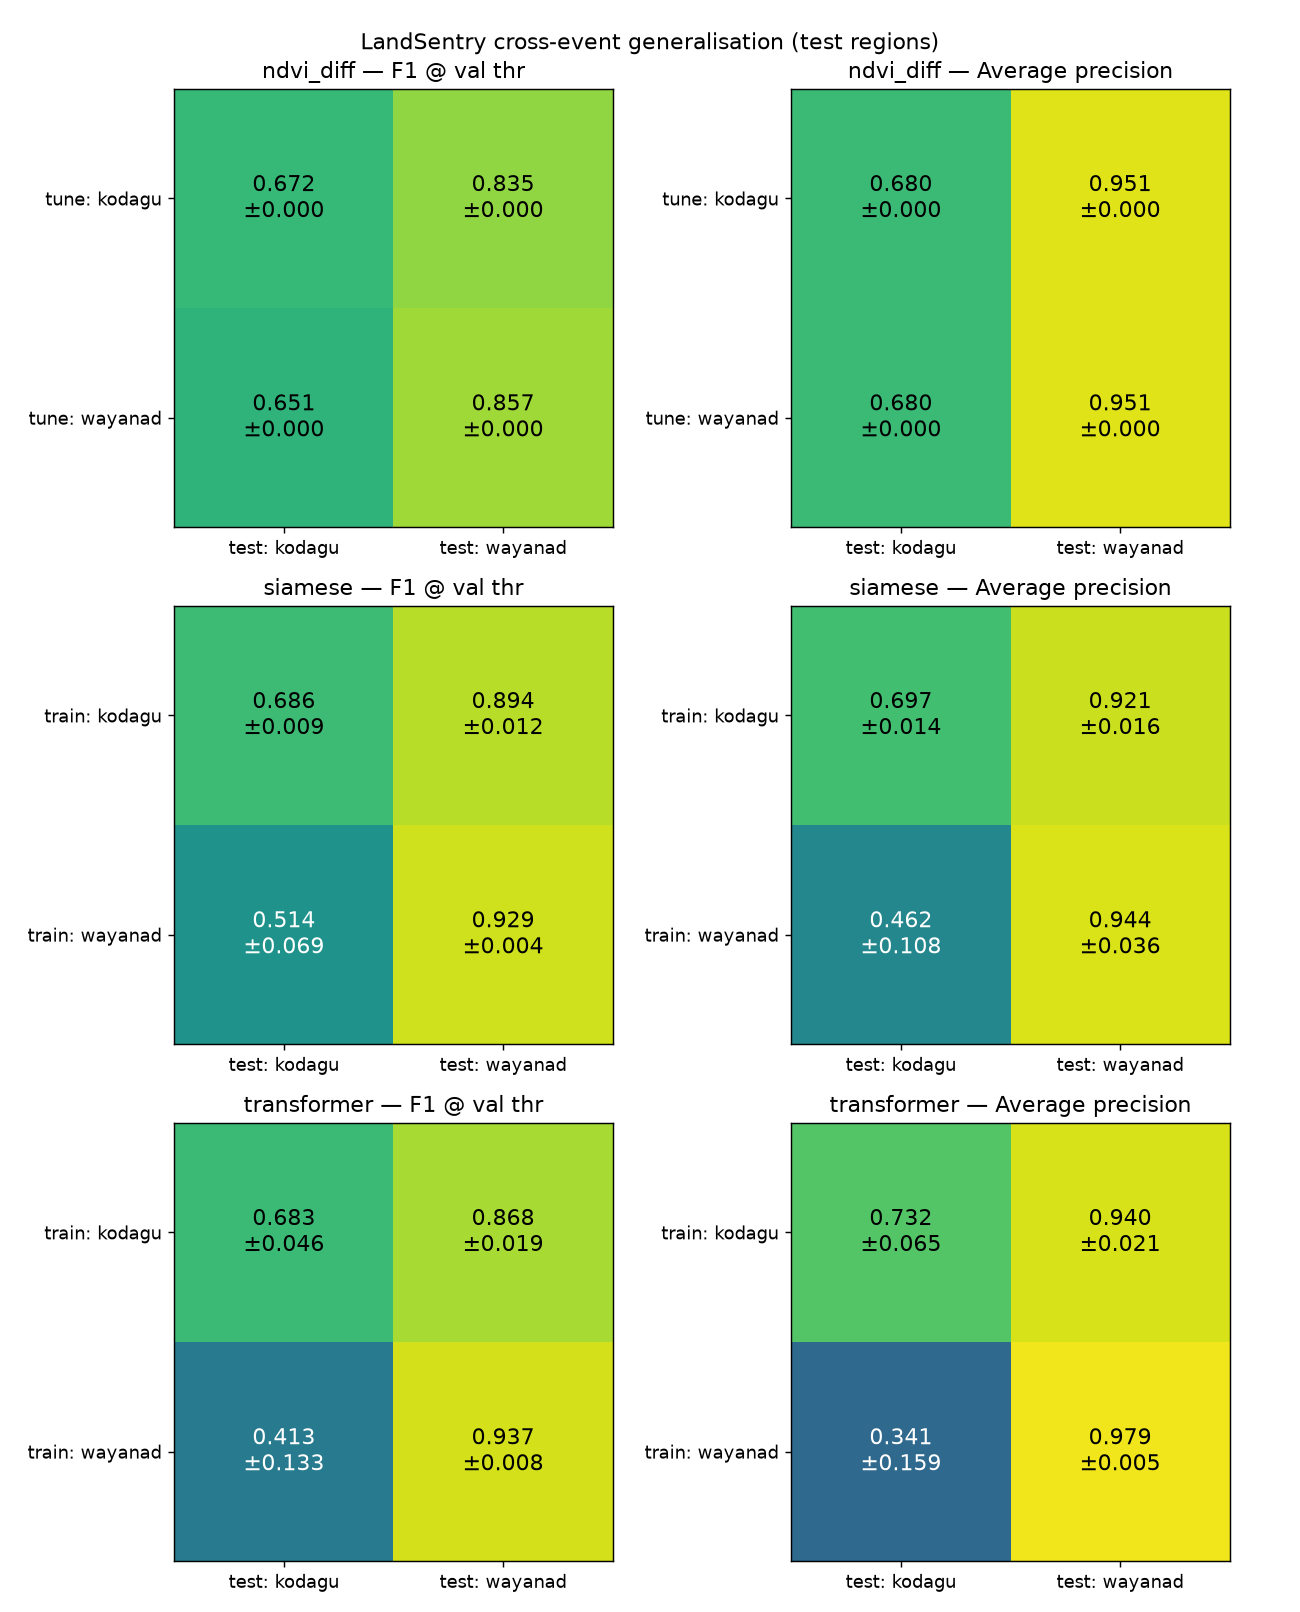 LandSentry cross-event generalisation (test regions)
ndvi_diff — F1 @ val thr
tune: kodagu
0.672
±0.000
0.835
±0.000
tune: wayanad
0.651
±0.000
0.857
±0.000
test: kodagu
test: wayanad
ndvi_diff — Average precision
tune: kodagu
0.680
±0.000
0.951
±0.000
tune: wayanad
0.680
±0.000
0.951
±0.000
test: kodagu
test: wayanad
siamese — F1 @ val thr
train: kodagu
0.686
±0.009
0.894
±0.012
train: wayanad
0.514
±0.069
0.929
±0.004
test: kodagu
test: wayanad
siamese — Average precision
train: kodagu
0.697
±0.014
0.921
±0.016
train: wayanad
0.462
±0.108
0.944
±0.036
test: kodagu
test: wayanad
transformer — F1 @ val thr
train: kodagu
0.683
±0.046
0.868
±0.019
train: wayanad
0.413
±0.133
0.937
±0.008
test: kodagu
test: wayanad
transformer — Average precision
train: kodagu
0.732
±0.065
0.940
±0.021
train: wayanad
0.341
±0.159
0.979
±0.005
test: kodagu
test: wayanad